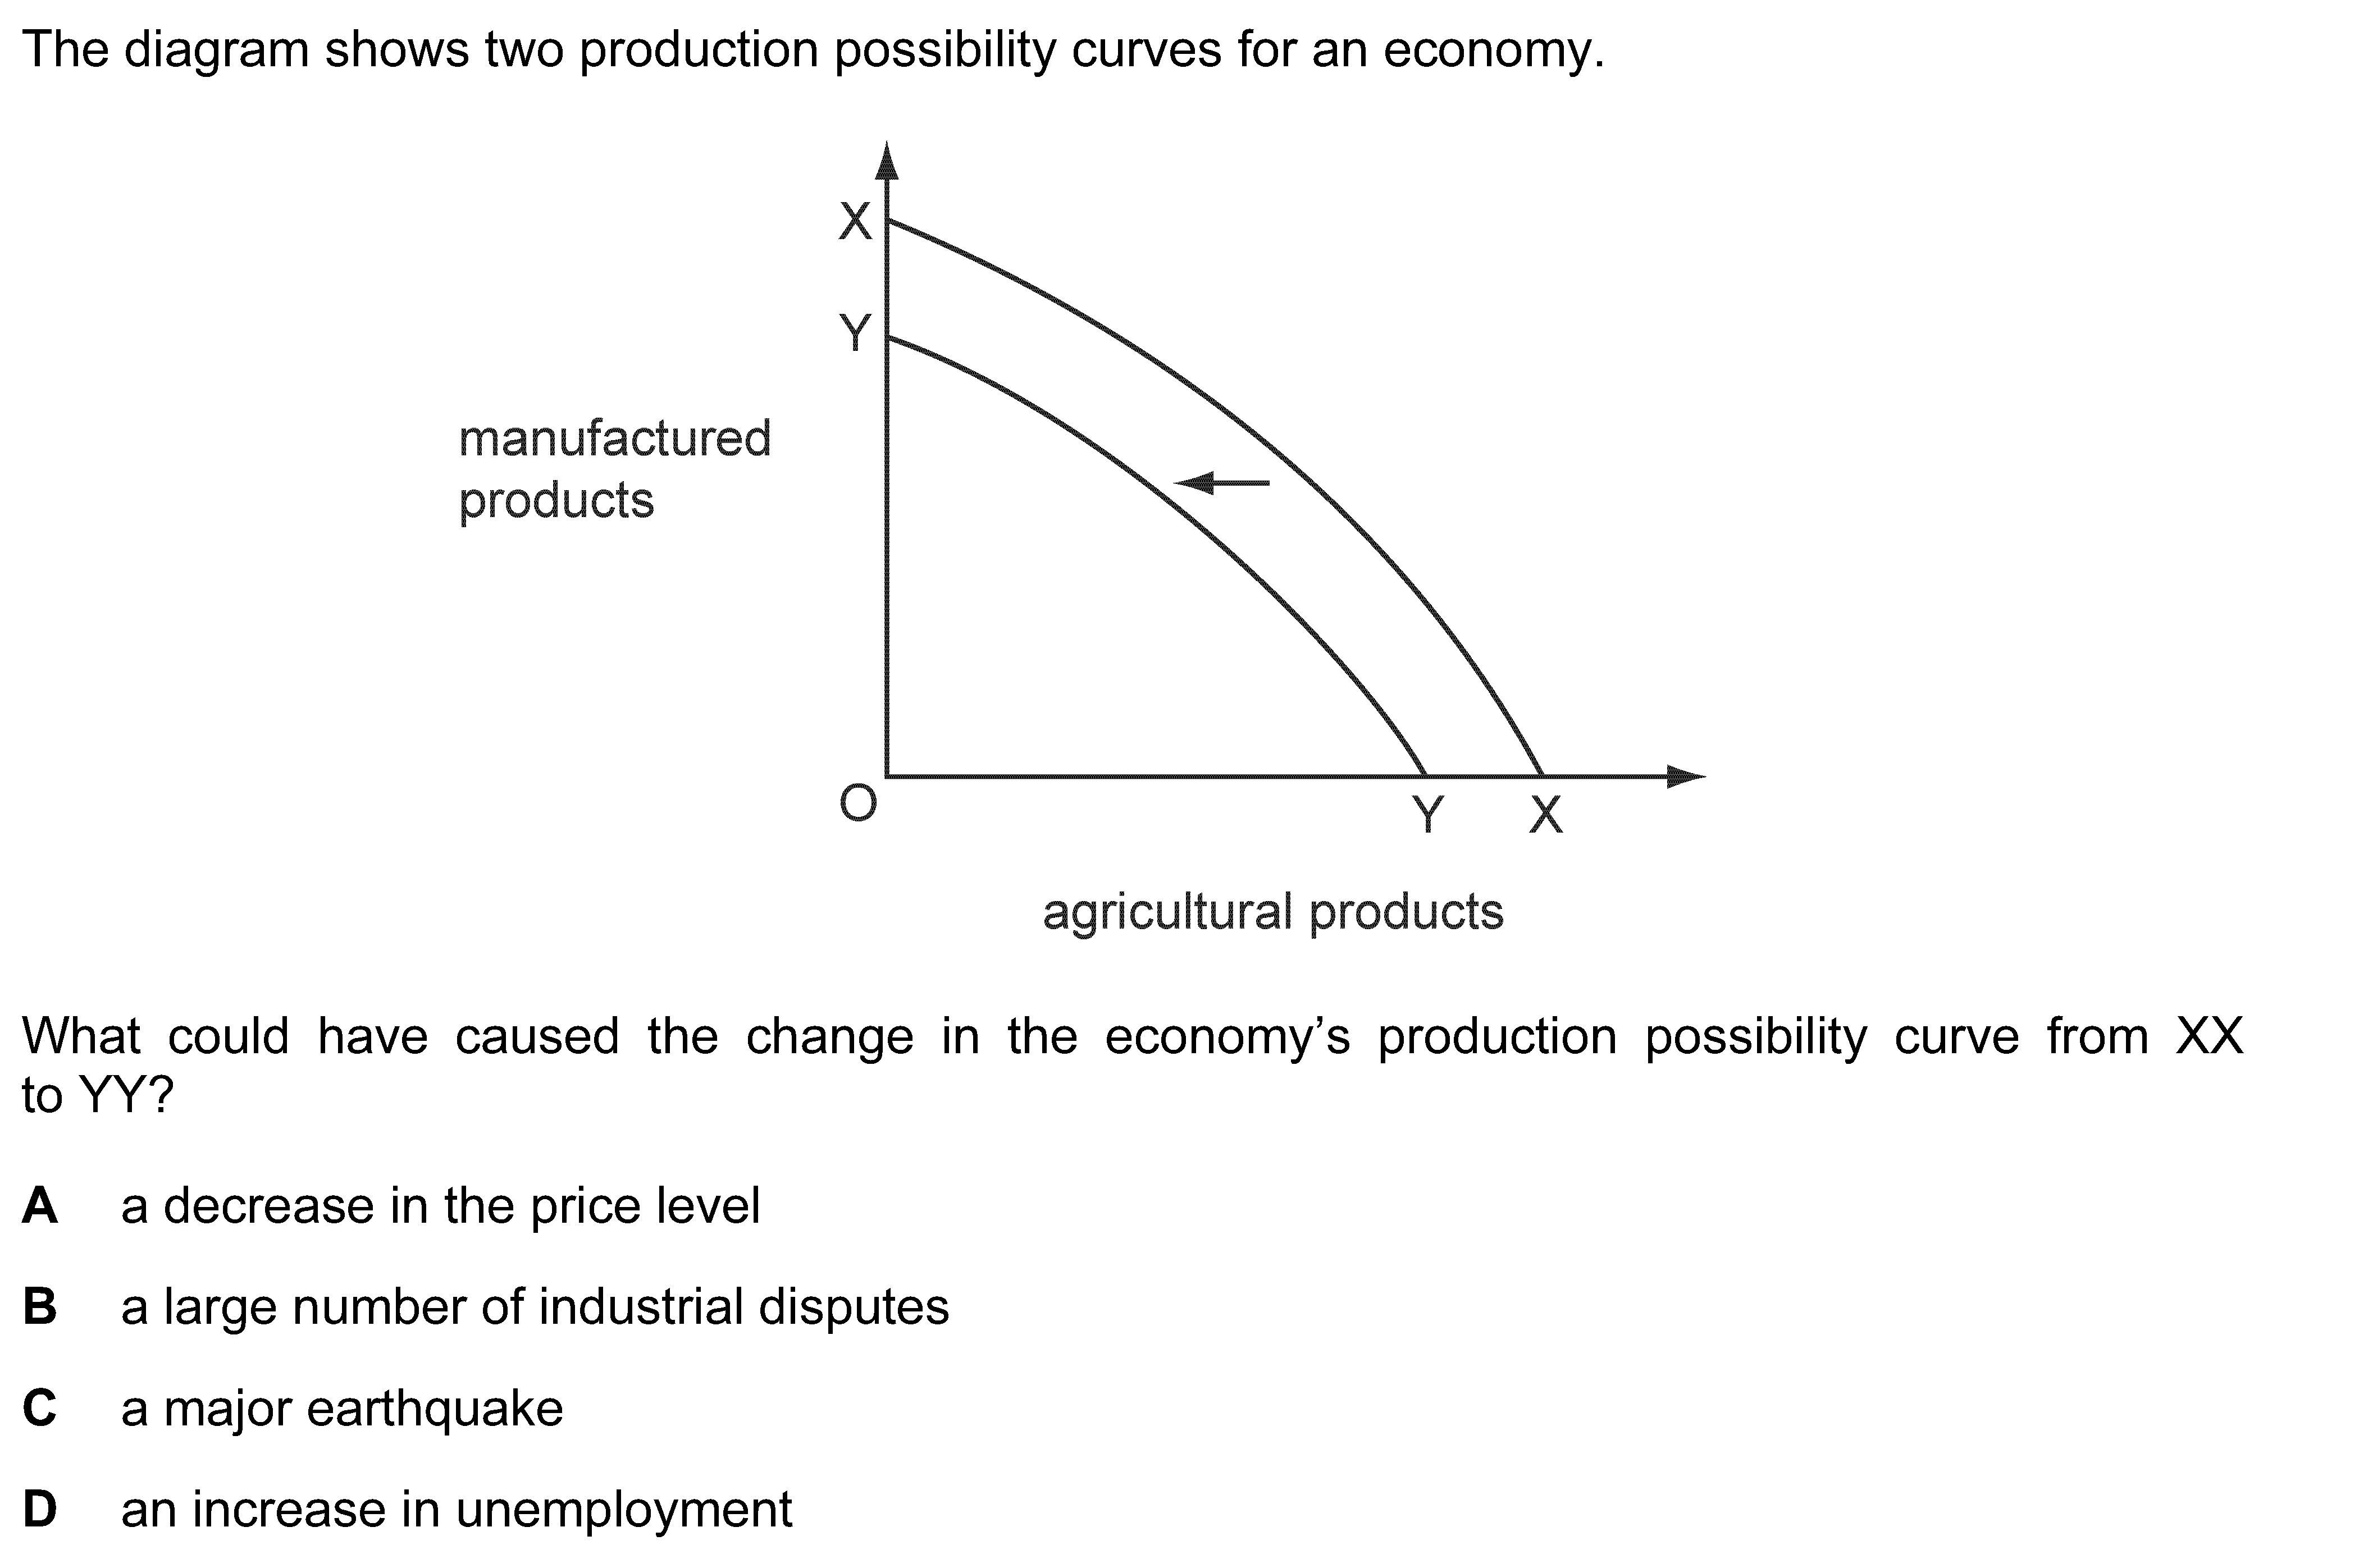 The diagram shows two production possibility curves for an economy.
X
Y
manufactured
products
O
Y
X
agricultural products
What could have caused the change in the economy’s production possibility curve from XX
to YY?
A a decrease in the price level
B a large number of industrial disputes
C a major earthquake
D an increase in unemployment